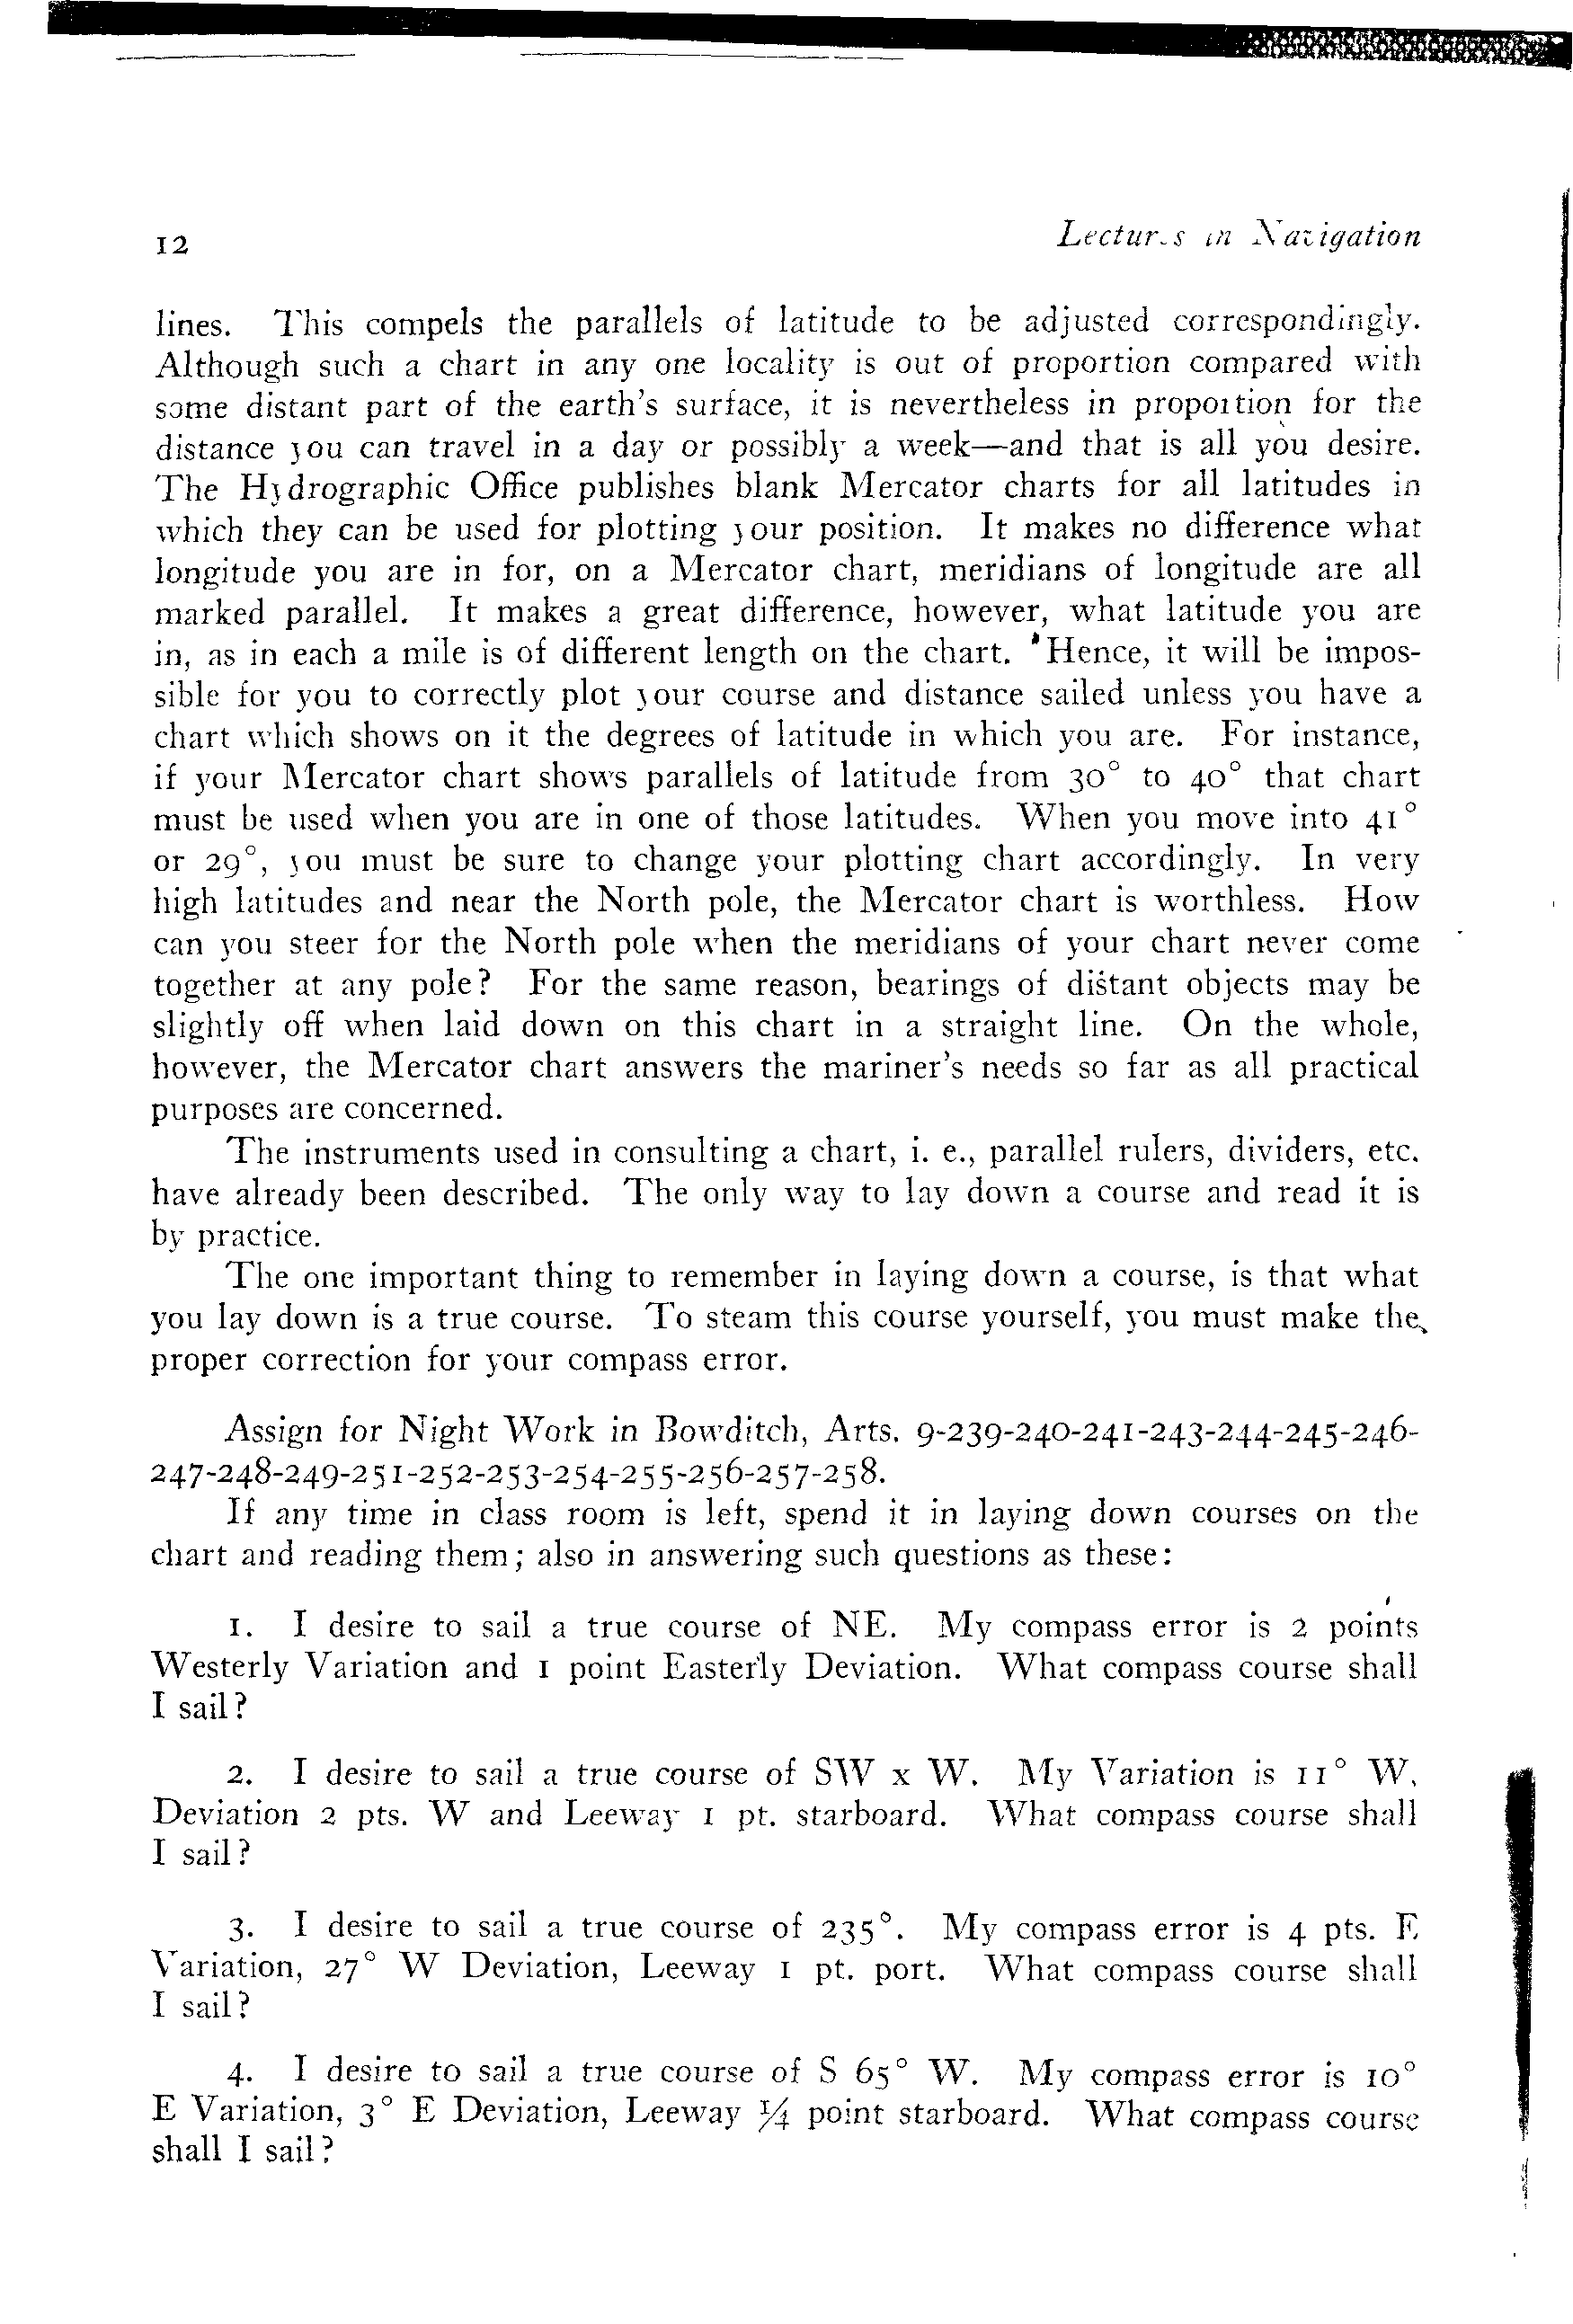 12 Lectures in Navigation
lines. This compels the parallels of latitude to be adjusted correspondingly.
Although such a chart in any one locality is out of proportion compared with
some distant part of the earth's surface, it is nevertheless in proportion for the
distance you can travel in a day or possibly a week—and that is all you desire.
The Hydrographic Office publishes blank Mercator charts for all latitudes in
which they can be used for plotting your position. It makes no difference what
longitude you are in for, on a Mercator chart, meridians of longitude are all
marked parallel. It makes a great difference, however, what latitude you are
in, as in each a mile is of different length on the chart. Hence, it will be impos-
sible for you to correctly plot your course and distance sailed unless you have a
chart which shows on it the degrees of latitude in which you are. For instance,
if your Mercator chart shows parallels of latitude from 30° to 40° that chart
must be used when you are in one of those latitudes. When you move into 41°
or 29°, you must be sure to change your plotting chart accordingly. In very
high latitudes and near the North pole, the Mercator chart is worthless. How
can you steer for the North pole when the meridians of your chart never come
together at any pole? For the same reason, bearings of distant objects may be
slightly off when laid down on this chart in a straight line. On the whole,
however, the Mercator chart answers the mariner's needs so far as all practical
purposes are concerned.
The instruments used in consulting a chart, i. e., parallel rulers, dividers, etc.
have already been described. The only way to lay down a course and read it is
by practice.
The one important thing to remember in laying down a course, is that what
you lay down is a true course. To steam this course yourself, you must make the
proper correction for your compass error.
Assign for Night Work in Bowditch, Arts. 9-239-240-241-243-244-245-246-
247-248-249-251-252-253-254-255-256-257-258.
If any time in class room is left, spend it in laying down courses on the
chart and reading them; also in answering such questions as these:
1. I desire to sail a true course of NE. My compass error is 2 points
Westerly Variation and 1 point Easterly Deviation. What compass course shall
I sail?
2. I desire to sail a true course of SW x W. My Variation is 11° W,
Deviation 2 pts. W and Leeway 1 pt. starboard. What compass course shall
I sail?
3. I desire to sail a true course of 235°. My compass error is 4 pts. E
Variation, 27° W Deviation, Leeway 1 pt. port. What compass course shall
I sail?
4. I desire to sail a true course of S 65° W. My compass error is 10°
E Variation, 3° E Deviation, Leeway ¼ point starboard. What compass course
shall I sail?